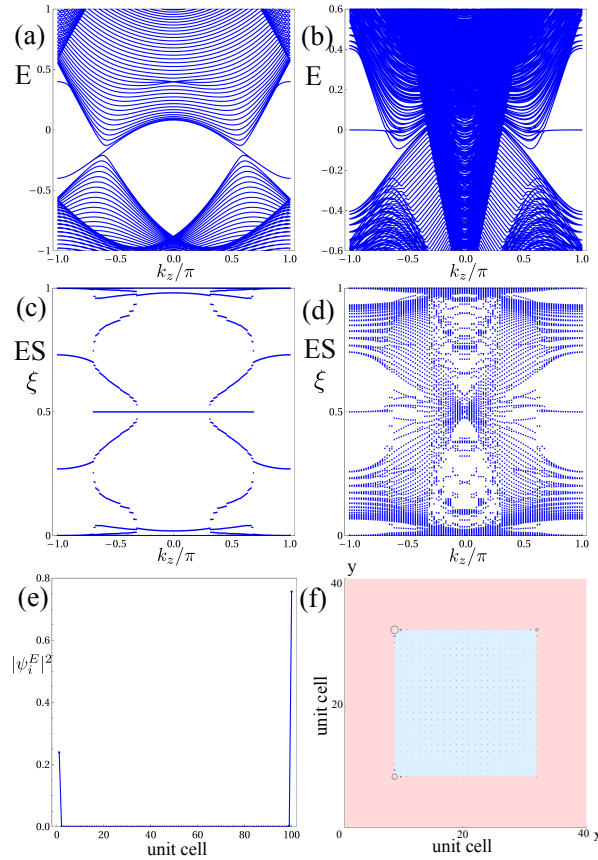 (a)
E
1
0.5
0
−0.5
−1
-1.0 -0.5 0.0 0.5 1.0
k_z/π
(b)
E
0.6
0.4
0.2
0.0
−0.2
−0.4
−0.6
-1.0 -0.5 0.0 0.5 1.0
k_z/π
(c)
ES
ξ
1
0.5
0
-1.0 -0.5 0.0 0.5 1.0
k_z/π
(d)
ES
ξ
1
0.5
0
-1.0 -0.5 0.0 0.5 1.0
k_z/π
(e)
|ψ_i^E|²
0.8
0.6
0.4
0.2
0.0
0 20 40 60 80 100
unit cell
(f)
y
40
unit cell
20
0 20 40 x
unit cell